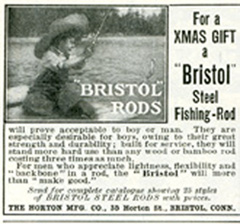 "BRISTOL"
RODS
For a
XMAS GIFT
a
"Bristol"
Steel
Fishing-Rod
will prove acceptable to boy or man. They are
especially desirable for boys, owing to their great
strength and durability; built for service, they will
stand more hard use than any wood or bamboo rod
costing three times as much.
For men who appreciate lightness, flexibility and
"backbone" in a rod, the "Bristol" will more
than "make good."
Send for complete catalogue showing 25 styles
of BRISTOL STEEL RODS with prices.
THE HORTON MFG. CO., 55 Horton St., BRISTOL, CONN.